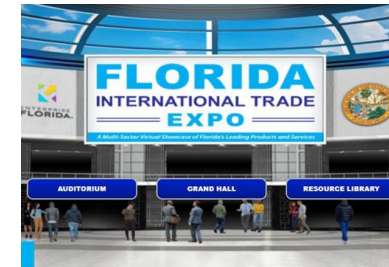 FLORIDA
INTERNATIONAL TRADE
EXPO
A Multi-Sector Virtual Showcase of Florida's Leading Products and Services
ENTERPRISE
FLORIDA.
AUDITORIUM
GRAND HALL
RESOURCE LIBRARY